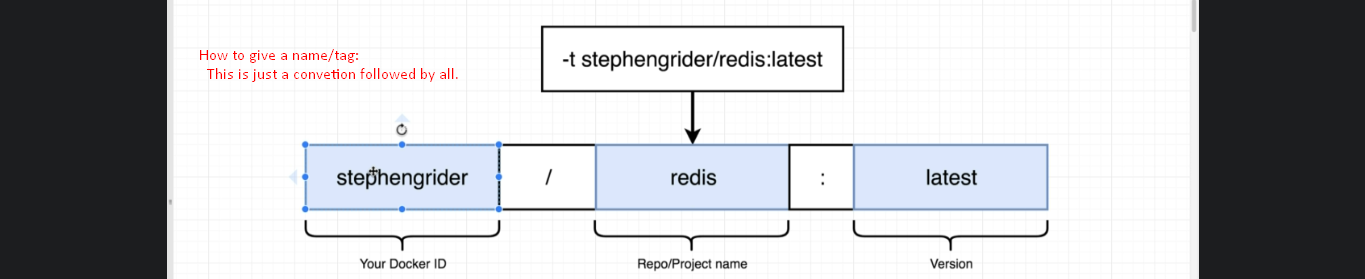 How to give a name/tag:
This is just a convetion followed by all.
-t stephengrider/redis:latest
stephengrider / redis : latest
Your Docker ID Repo/Project name Version